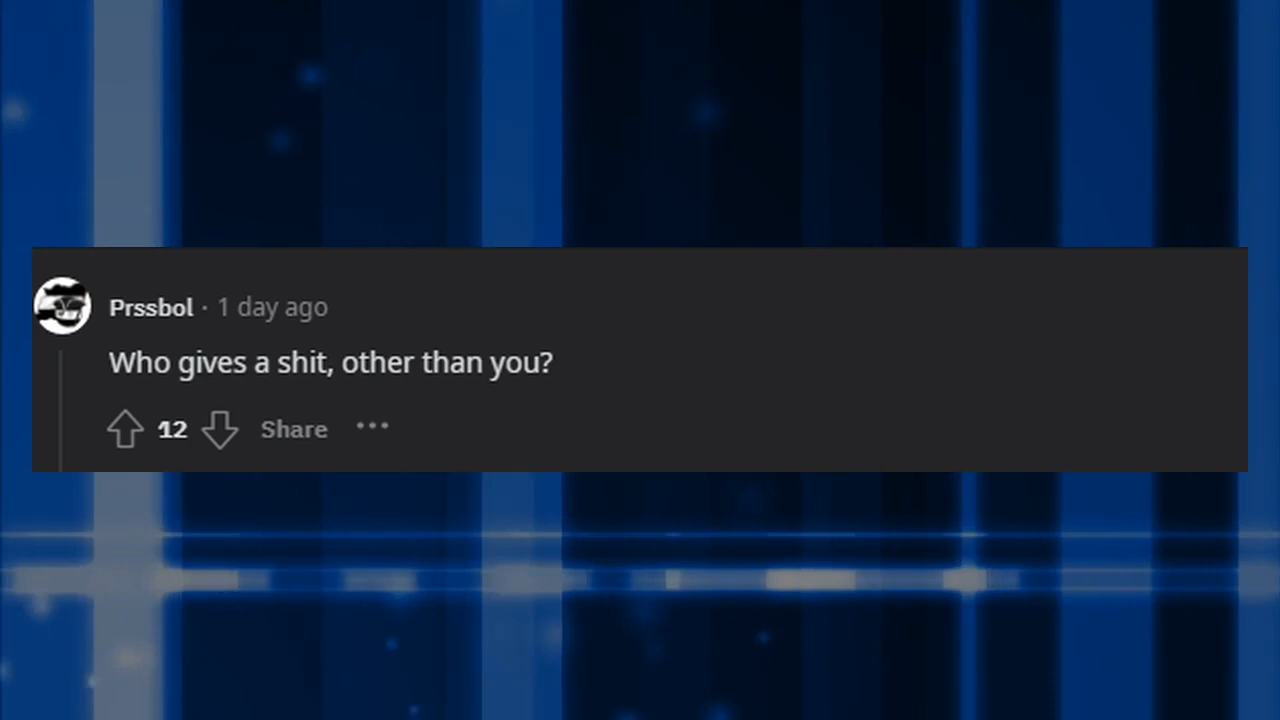 Prssbol · 1 day ago
Who gives a shit, other than you?
12 Share ···